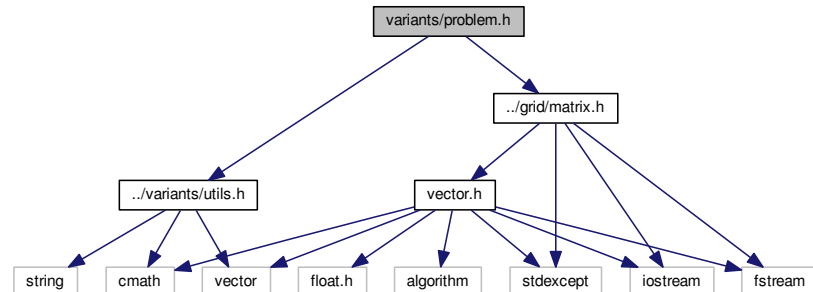 variants/problem.h
../grid/matrix.h
../variants/utils.h
vector.h
string
cmath
vector
float.h
algorithm
stdexcept
iostream
fstream